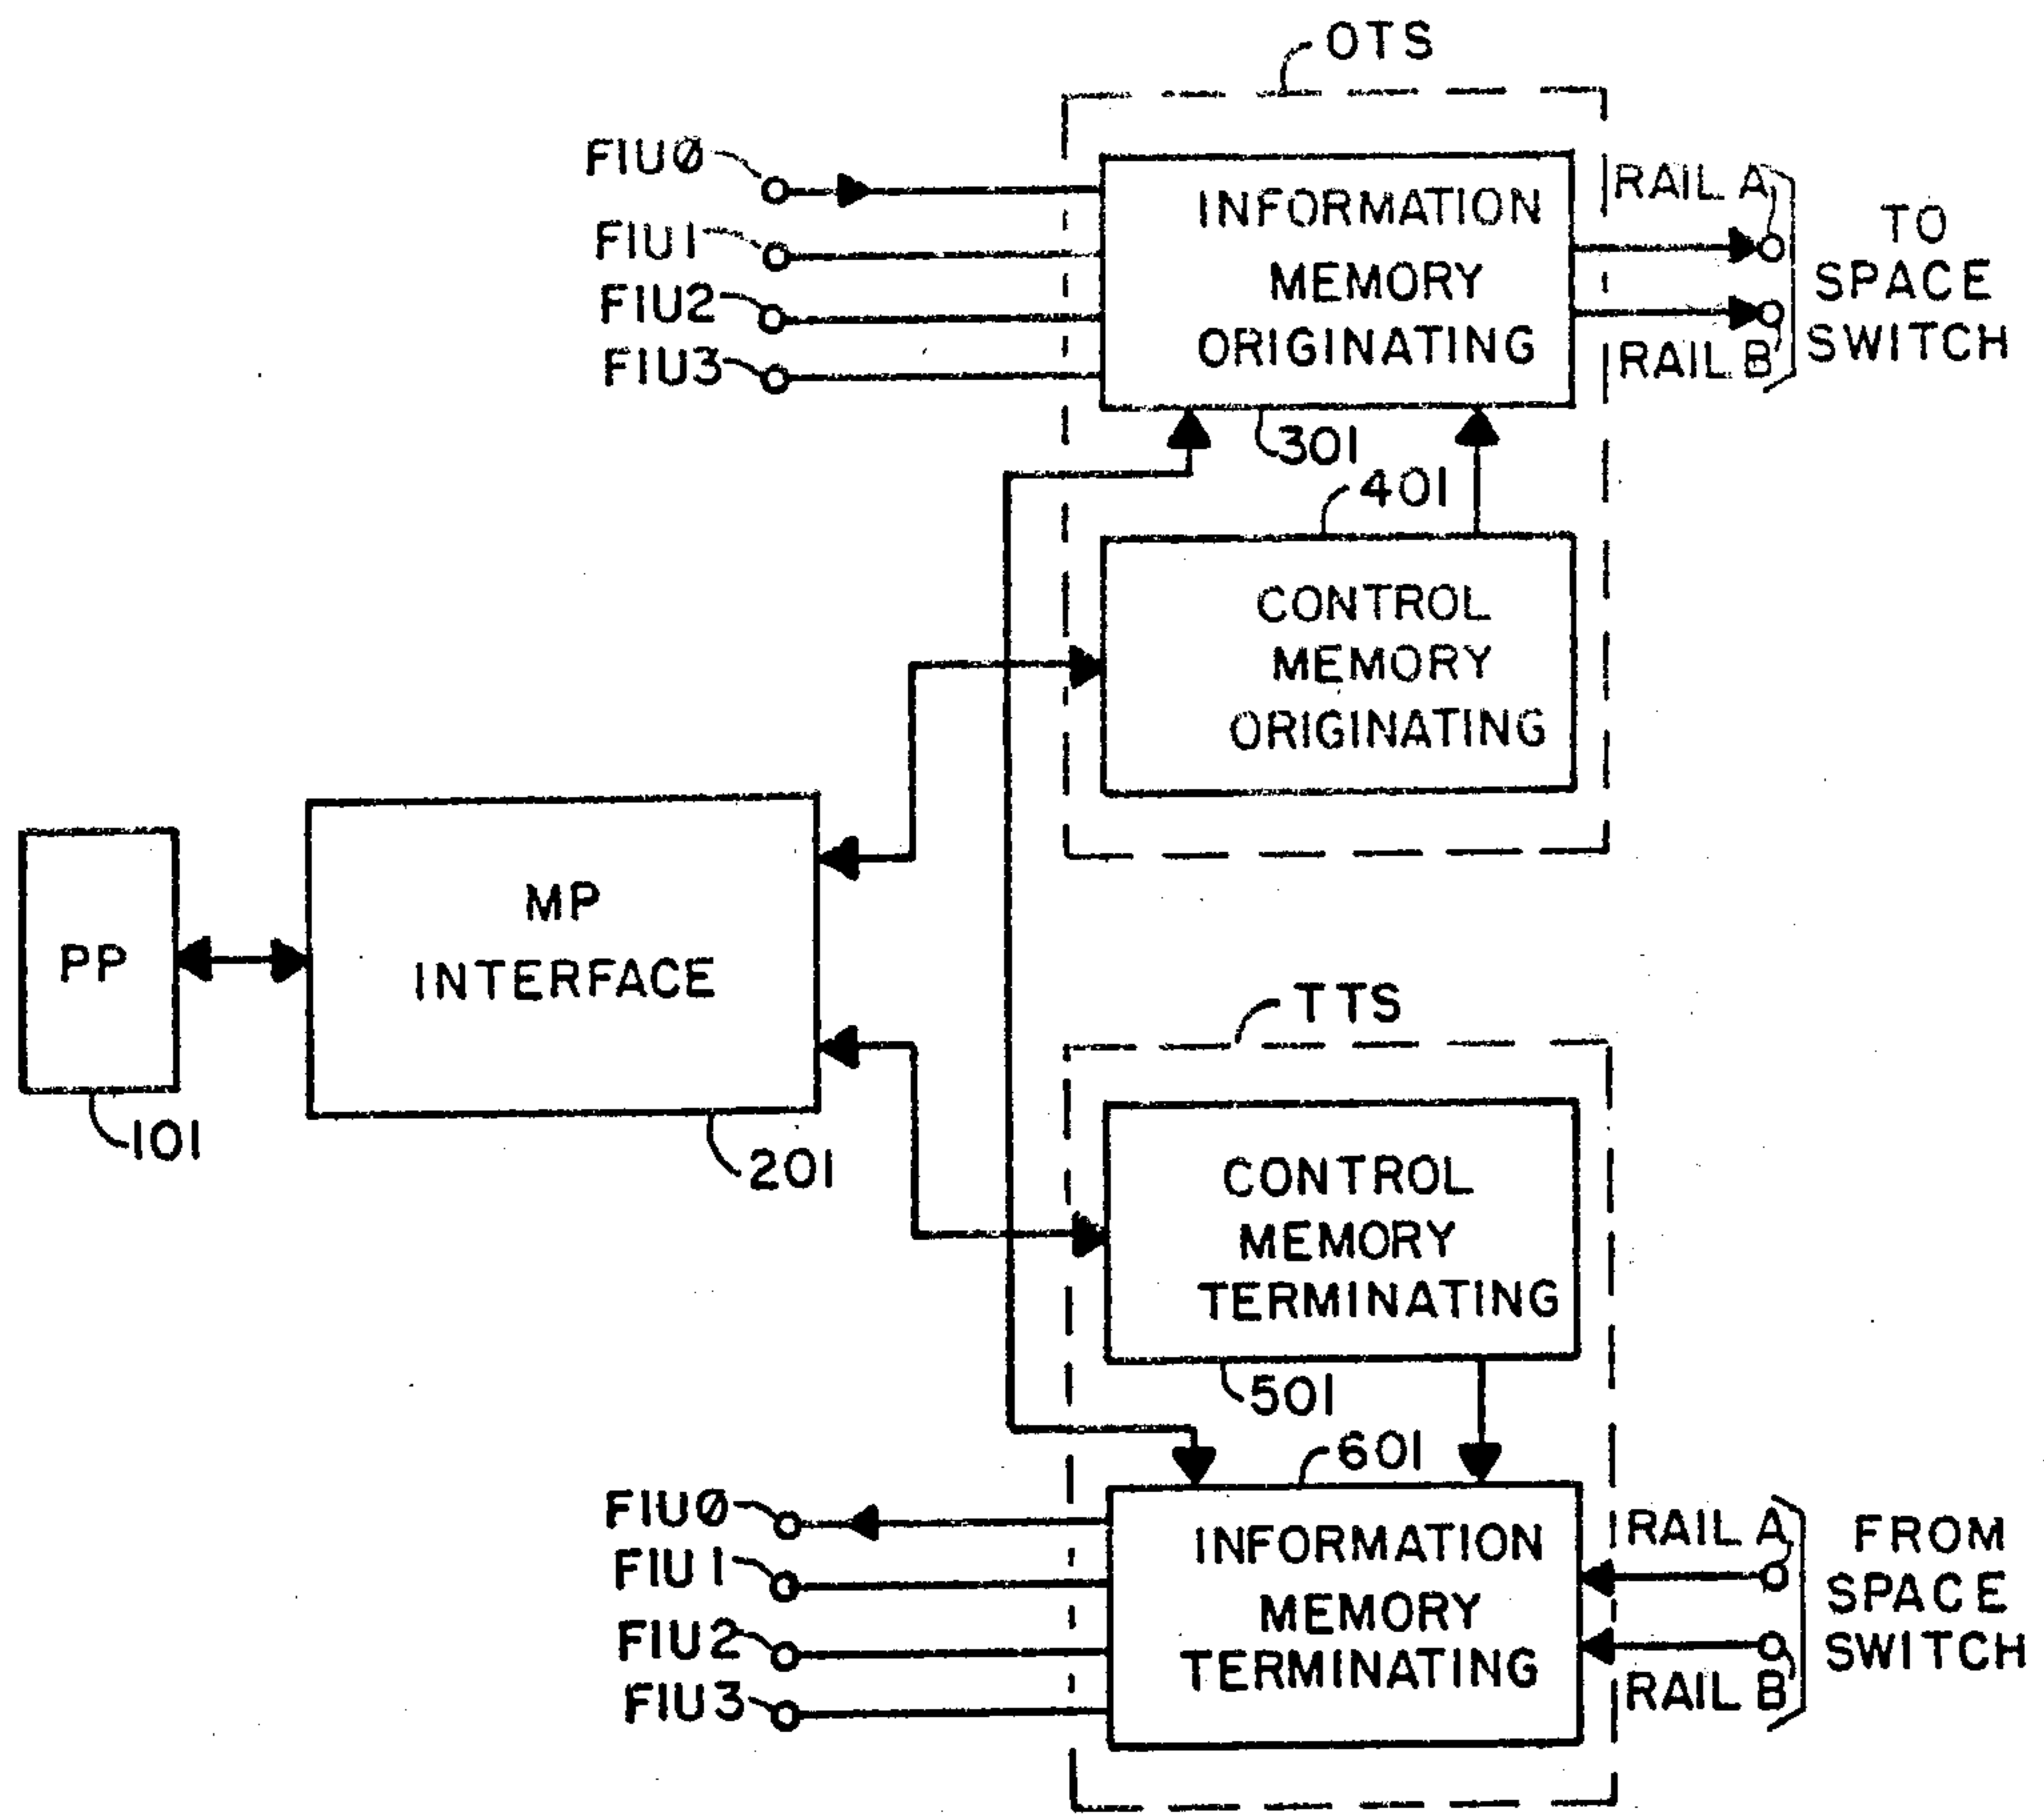 OTS
FIU0
FIU1
FIU2
FIU3
INFORMATION
MEMORY
ORIGINATING
RAIL A
RAIL B
TO
SPACE
SWITCH
301
401
CONTROL
MEMORY
ORIGINATING
PP
101
MP
INTERFACE
201
TTS
CONTROL
MEMORY
TERMINATING
501
601
FIU0
FIU1
FIU2
FIU3
INFORMATION
MEMORY
TERMINATING
RAIL A
RAIL B
FROM
SPACE
SWITCH